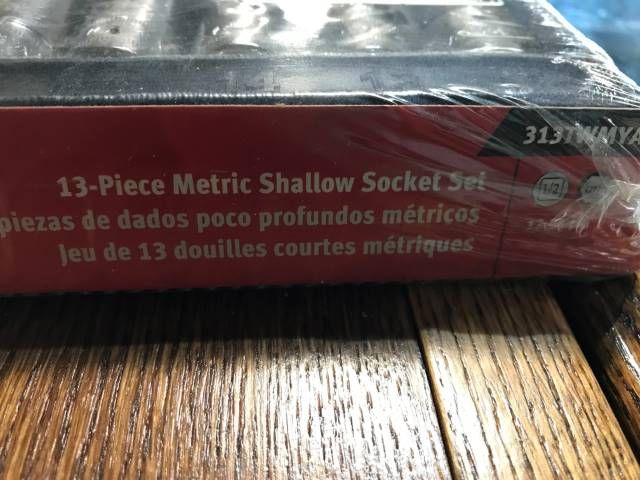 313TWMYA
13-Piece Metric Shallow Socket Set
piezas de dados poco profundos métricos
Jeu de 13 douilles courtes métriques
1/2